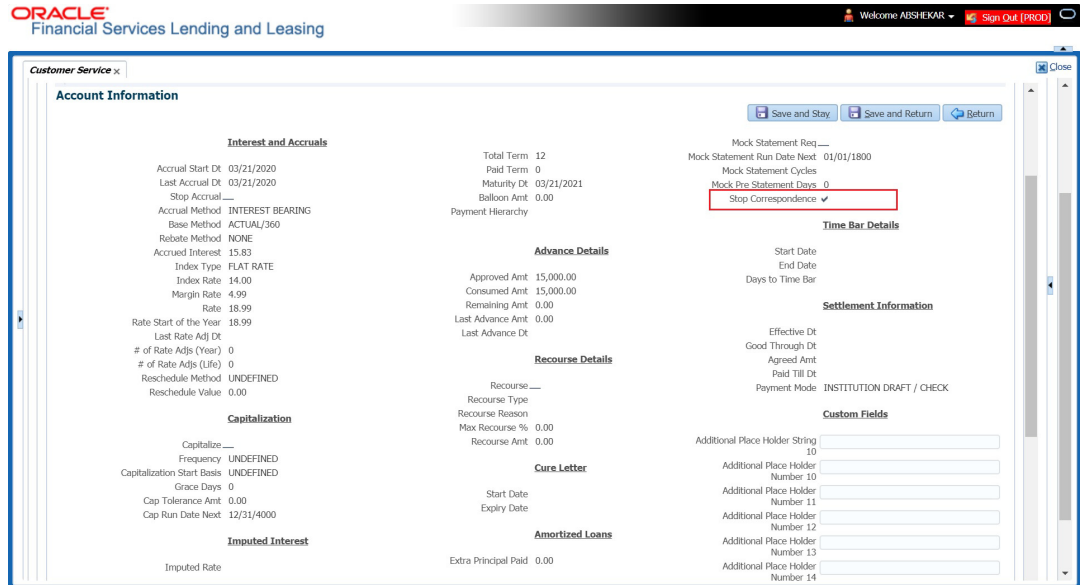 ORACLE
Financial Services Lending and Leasing
Welcome ABSHEKAR
Sign Out [PROD]
Customer Service x
Close
Account Information
Save and Stay
Save and Return
Return
Interest and Accruals
Accrual Start Dt 03/21/2020
Last Accrual Dt 03/21/2020
Stop Accrual
Accrual Method INTEREST BEARING
Base Method ACTUAL/360
Rebate Method NONE
Accrued Interest 15.83
Index Type FLAT RATE
Index Rate 14.00
Margin Rate 4.99
Rate 18.99
Rate Start of the Year 18.99
Last Rate Adj Dt
# of Rate Adjs (Year) 0
# of Rate Adjs (Life) 0
Reschedule Method UNDEFINED
Reschedule Value 0.00
Capitalization
Capitalize
Frequency UNDEFINED
Capitalization Start Basis UNDEFINED
Grace Days 0
Cap Tolerance Amt 0.00
Cap Run Date Next 12/31/4000
Imputed Interest
Imputed Rate
Total Term 12
Paid Term 0
Maturity Dt 03/21/2021
Balloon Amt 0.00
Payment Hierarchy
Advance Details
Approved Amt 15,000.00
Consumed Amt 15,000.00
Remaining Amt 0.00
Last Advance Amt 0.00
Last Advance Dt
Recourse Details
Recourse
Recourse Type
Recourse Reason
Max Recourse % 0.00
Recourse Amt 0.00
Cure Letter
Start Date
Expiry Date
Amortized Loans
Extra Principal Paid 0.00
Mock Statement Req
Mock Statement Run Date Next 01/01/1800
Mock Statement Cycles
Mock Pre Statement Days 0
Stop Correspondence ✔
Time Bar Details
Start Date
End Date
Days to Time Bar
Settlement Information
Effective Dt
Good Through Dt
Agreed Amt
Paid Till Dt
Payment Mode INSTITUTION DRAFT / CHECK
Custom Fields
Additional Place Holder String
10
Additional Place Holder
Number 10
Additional Place Holder
Number 11
Additional Place Holder
Number 12
Additional Place Holder
Number 13
Additional Place Holder
Number 14